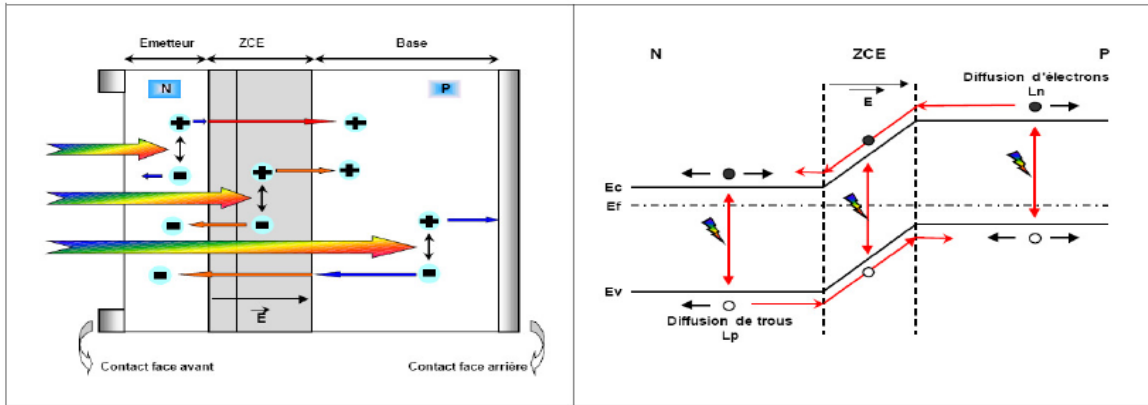 Emetteur ZCE Base
N P
E
Contact face avant
Contact face arrière
N ZCE P
Diffusion d'électrons
Ln
E
Ec
Ef
Ev
Diffusion de trous
Lp